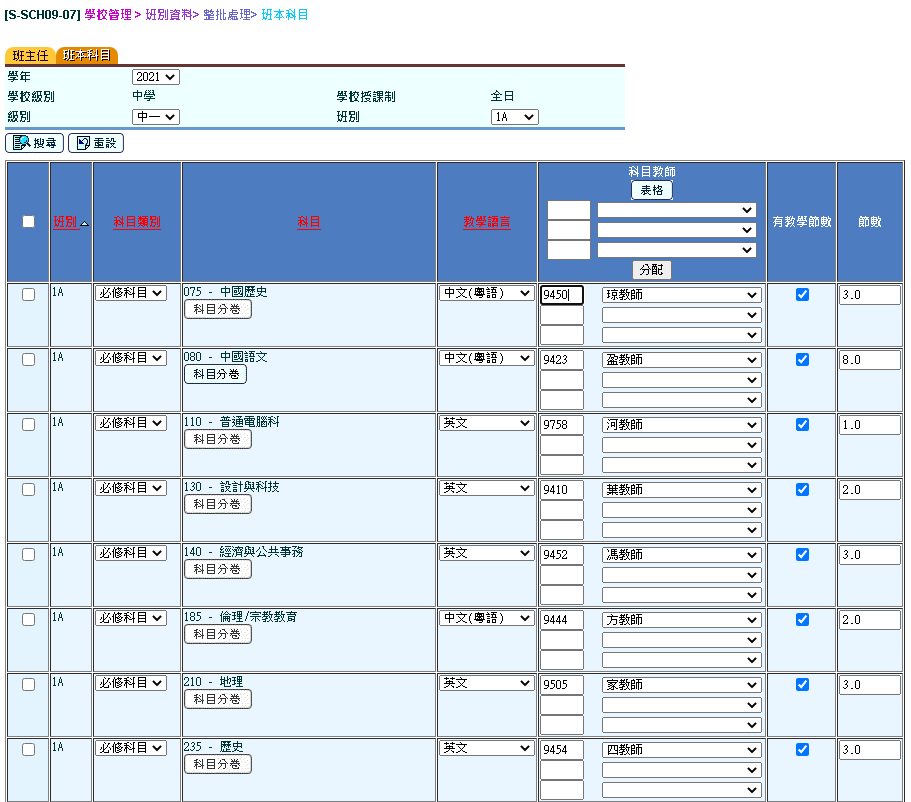 [S-SCH09-07] 學校管理 > 班別資料> 整批處理> 班本科目
班主任 班本科目
學年 2021
學校級別 中學 學校授課制 全日
級別 中一 班別 1A
搜尋 重設
班別 科目類別 科目 教學語言 科目教師 表格 分配 有教學節數 節數
1A 必修科目 075 - 中國歷史 中文(粵語) 9450 琼教師 3.0
科目分卷
1A 必修科目 080 - 中國語文 中文(粵語) 9423 盈教師 8.0
科目分卷
1A 必修科目 110 - 普通電腦科 英文 9758 河教師 1.0
科目分卷
1A 必修科目 130 - 設計與科技 英文 9410 葉教師 2.0
科目分卷
1A 必修科目 140 - 經濟與公共事務 英文 9452 馮教師 3.0
科目分卷
1A 必修科目 185 - 倫理/宗教教育 中文(粵語) 9444 方教師 2.0
科目分卷
1A 必修科目 210 - 地理 英文 9505 家教師 3.0
科目分卷
1A 必修科目 235 - 歷史 英文 9454 四教師 3.0
科目分卷